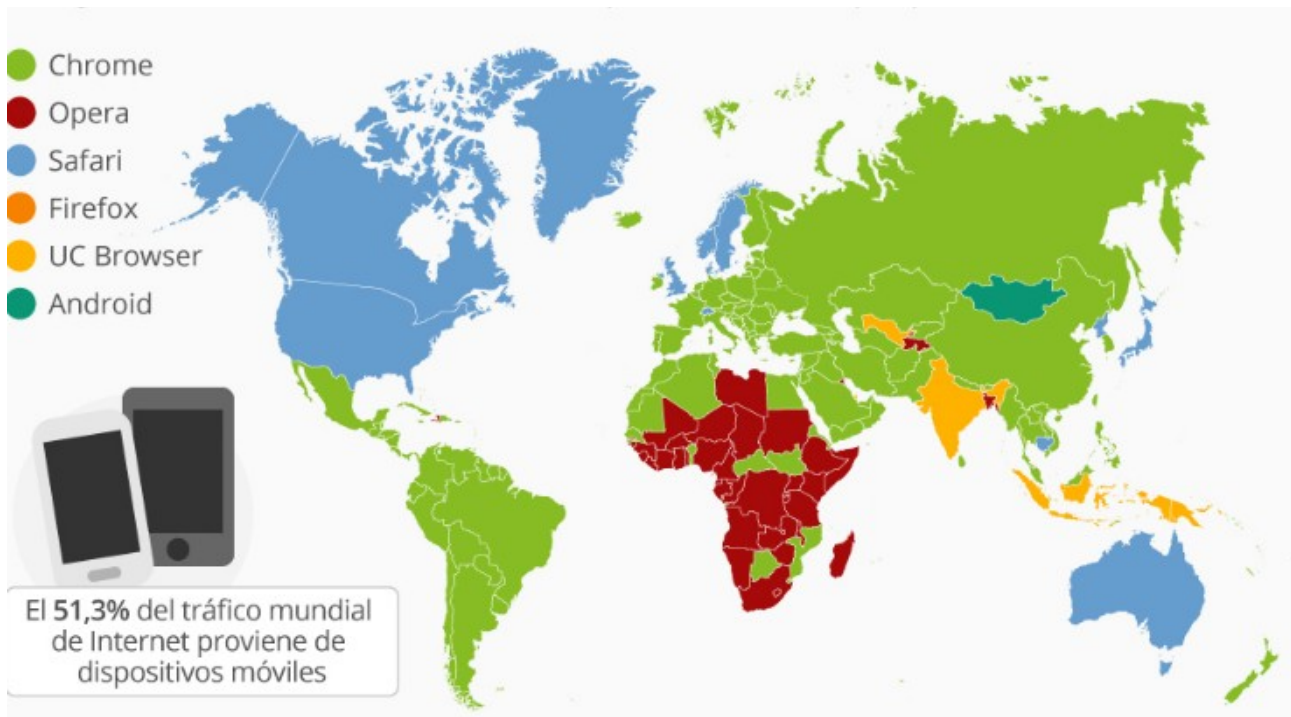 Chrome
Opera
Safari
Firefox
UC Browser
Android
El 51,3% del tráfico mundial
de Internet proviene de
dispositivos móviles